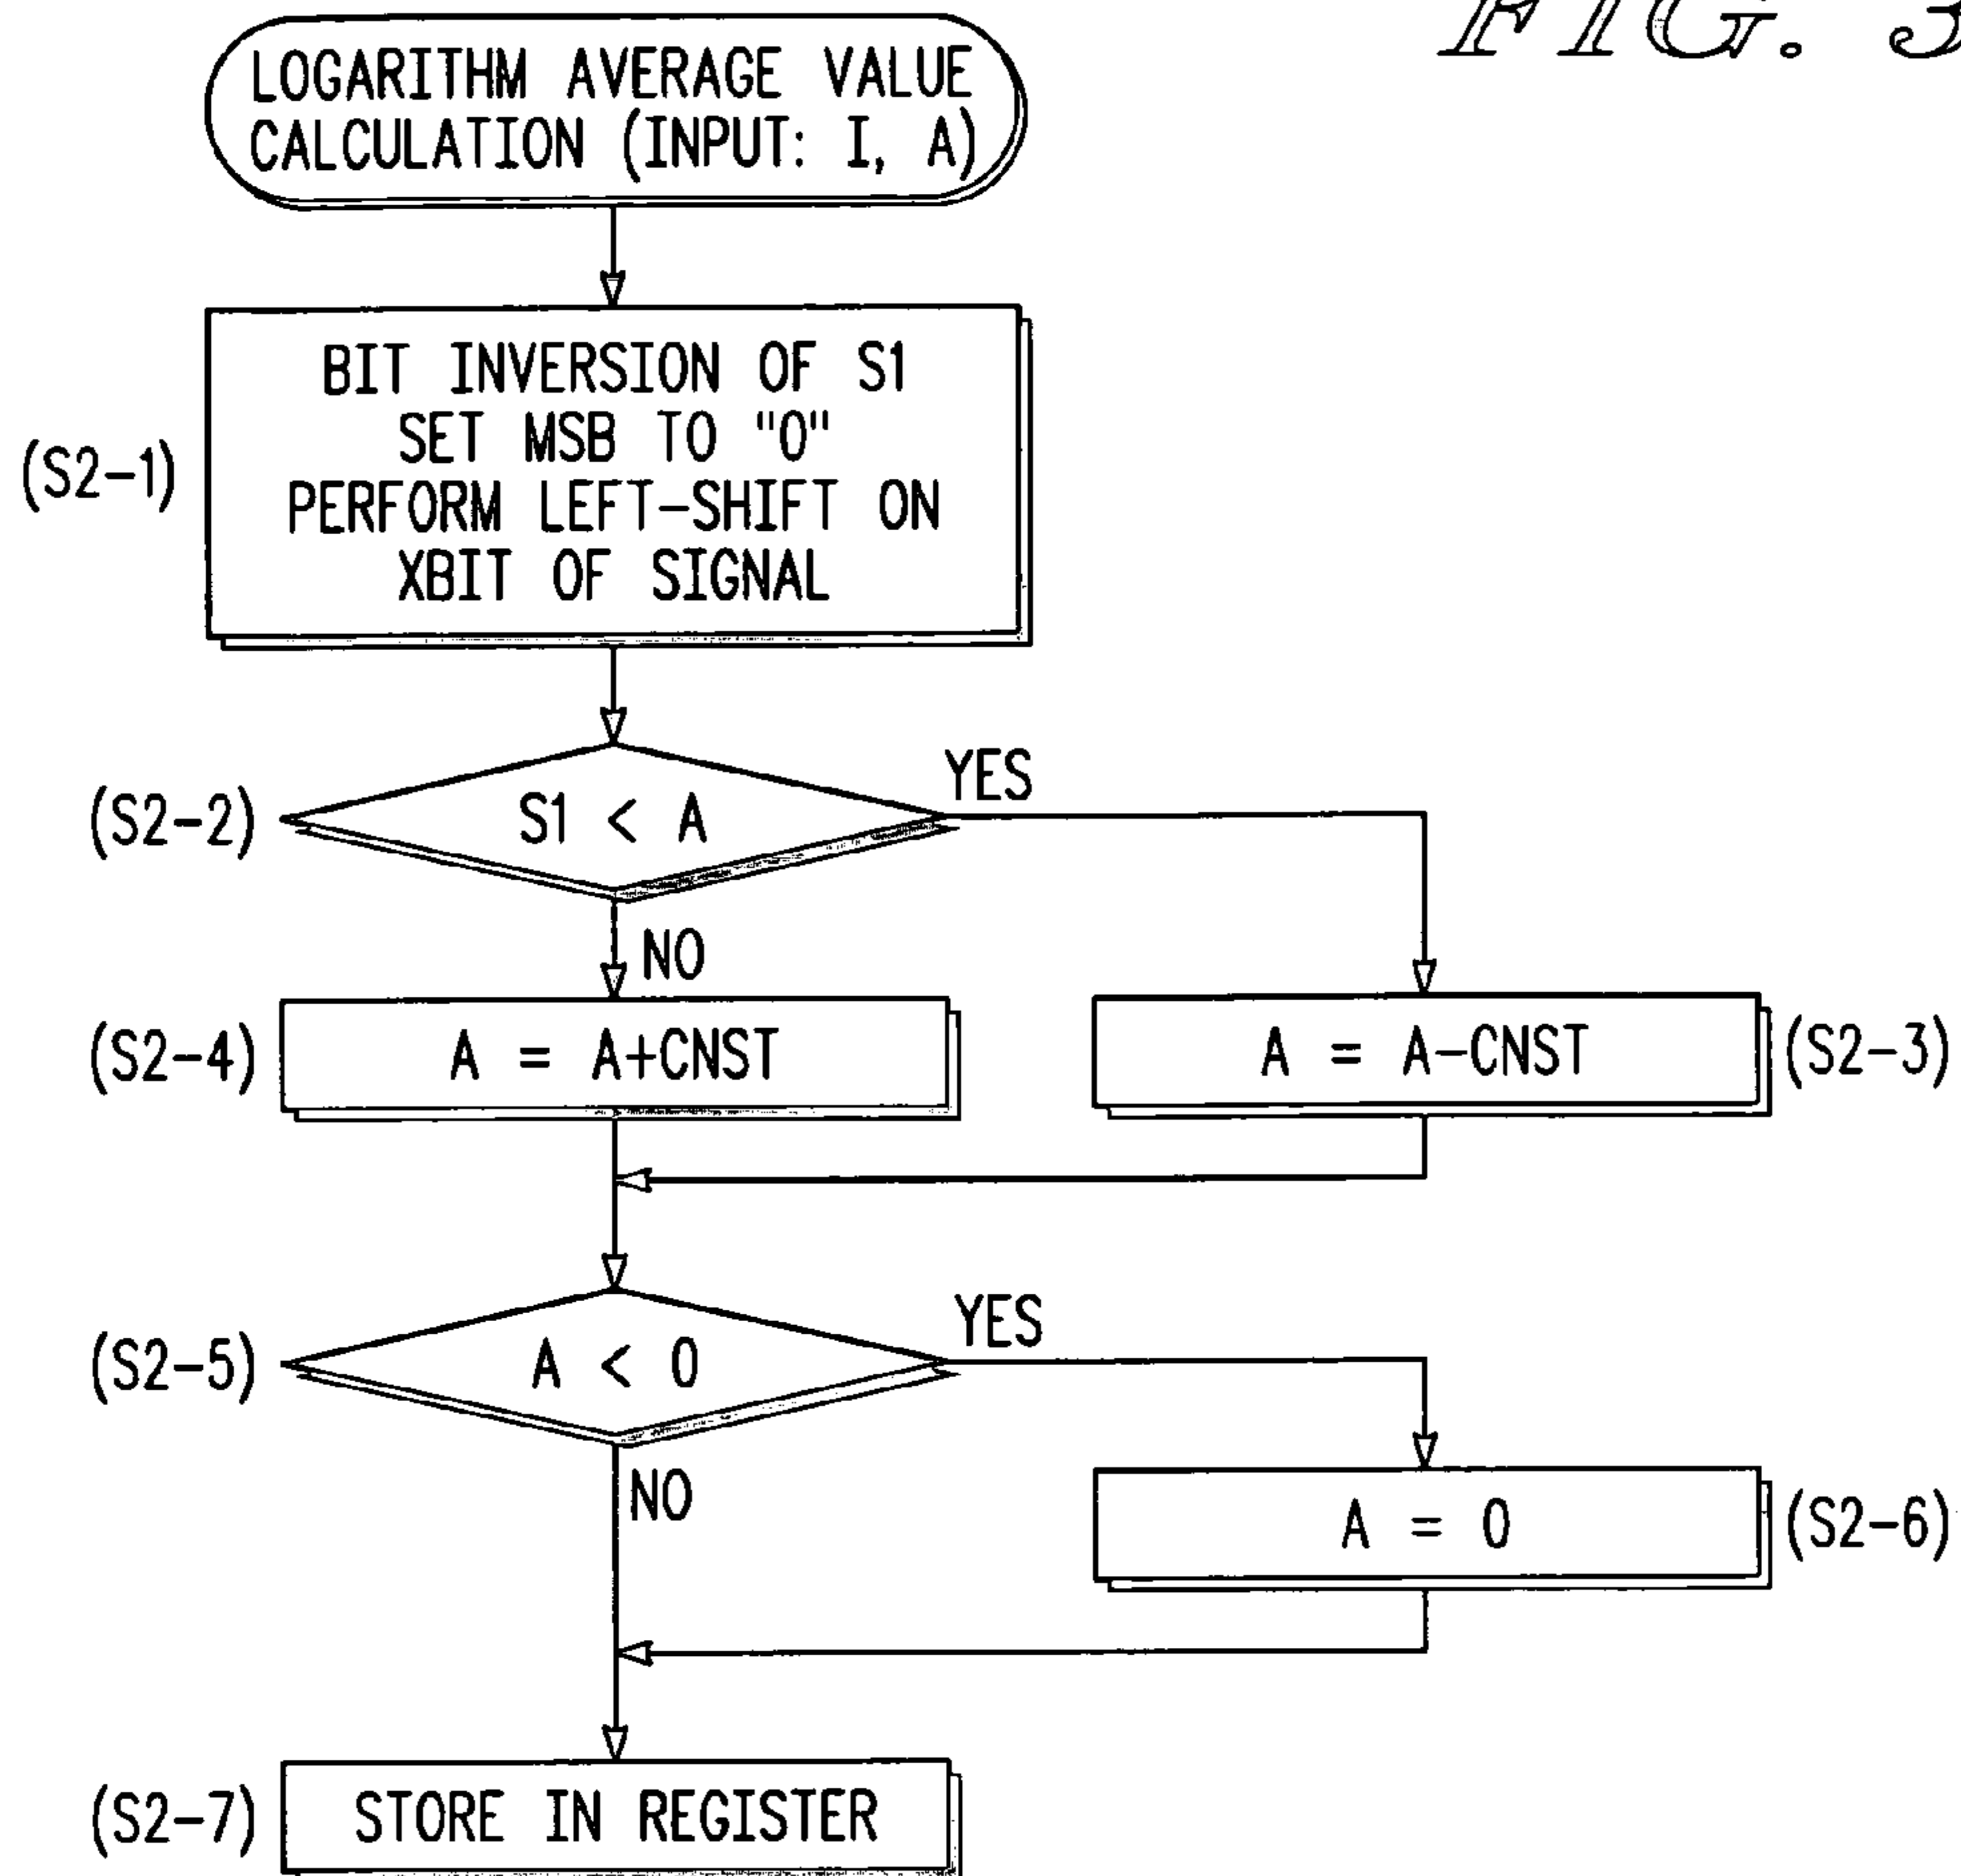 FIG. 3
LOGARITHM AVERAGE VALUE
CALCULATION (INPUT: I, A)
(S2-1)
BIT INVERSION OF S1
SET MSB TO "0"
PERFORM LEFT-SHIFT ON
XBIT OF SIGNAL
(S2-2)
S1 < A
YES
NO
(S2-4)
A = A+CNST
A = A-CNST
(S2-3)
(S2-5)
A < 0
YES
NO
A = 0
(S2-6)
(S2-7)
STORE IN REGISTER